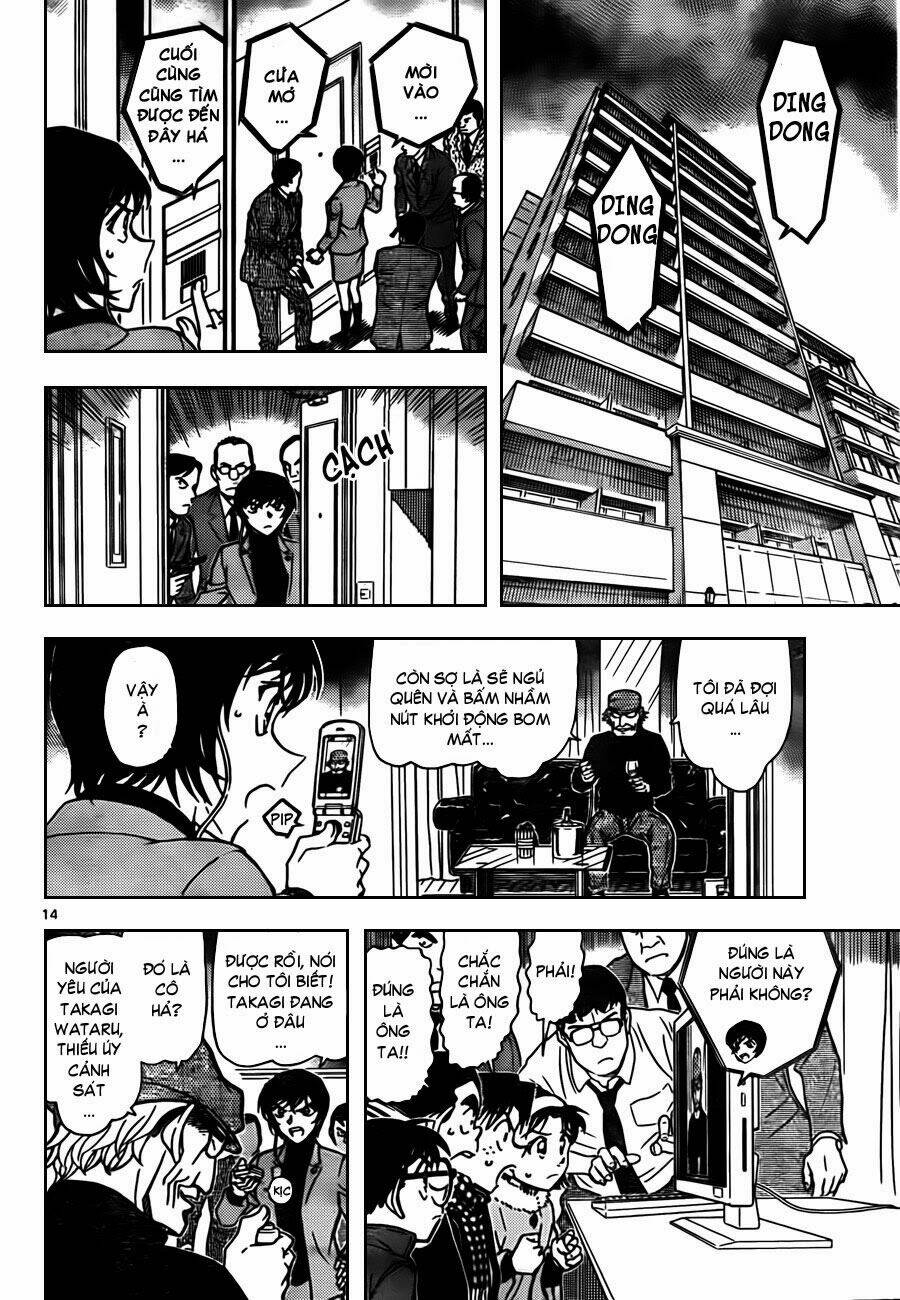 DING
DONG
DING
DONG
MỜI
VÀO
...
CỬA
MỞ
...
CUỐI
CÙNG
CŨNG TÌM
ĐƯỢC ĐẾN
ĐÂY HẢ
...
CẠCH
TÔI ĐÃ ĐỢI
QUÁ LÂU
...
CÒN SỢ LÀ SẼ NGỦ
QUÊN VÀ BẤM NHẦM
NÚT KHỞI ĐỘNG BOM
MẤT...
PIP
VẬY
À
?
14
ĐÚNG LÀ
NGƯỜI NÀY
PHẢI KHÔNG?
PHẢI!
CHẮC
CHẮN
LÀ ÔNG
TA!
ĐÚNG
LÀ
ÔNG
TA!!
ĐƯỢC RỒI, NÓI
CHO TÔI BIẾT!
TAKAGI ĐANG
Ở ĐÂU
...
KỊC
ĐÓ LÀ
CÔ
HẢ?
NGƯỜI
YÊU CỦA
TAKAGI
WATARU,
THIẾU ÚY
CẢNH
SÁT
...